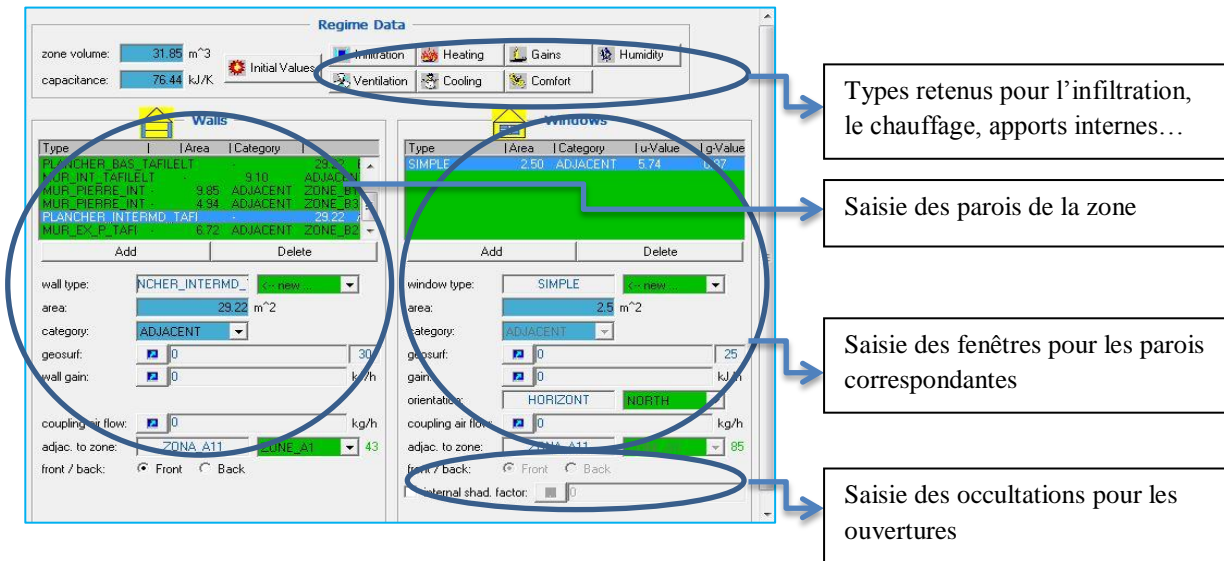 Regime Data
zone volume: 31.85 m^3
capacitance: 76.44 kJ/K
Initial Values
Infiltration Heating Gains Humidity
Ventilation Cooling Comfort
Types retenus pour l’infiltration,
le chauffage, apports internes…
Walls
Type | | Area | Category |
PLANCHER_BAS_TAFILELT - 29.22
MUR_INT_TAFILELT - 9.10 ADJACEN
MUR_PIERRE_INT - 9.85 ADJACENT ZONE_B1
MUR_PIERRE_INT - 4.94 ADJACENT ZONE_B3
PLANCHER_INTERMD_TAFI - 29.22
MUR_EX_P_TAFI - 6.72 ADJACENT ZONE_B2
Add Delete
wall type: NCHER_INTERMD_ <-- new ...
area: 29.22 m^2
category: ADJACENT
geosurf: 0 30
wall gain: 0
coupling air flow: 0 kg/h
adjac. to zone: ZONA_A11 ZONE_A1 43
front / back: Front Back
Windows
Type | Area | Category | u-Value | g-Value
SIMPLE 2.50 ADJACENT 5.74 0.87
Add Delete
window type: SIMPLE <-- new ...
area: 2.5 m^2
category: ADJACENT
geosurf: 0 25
gain: 0 kJ/h
orientation: HORIZONT NORTH
coupling air flow: 0 kg/h
adjac. to zone: ZONA_A11 85
front / back: Front Back
internal shad. factor: 0
Saisie des parois de la zone
Saisie des fenêtres pour les parois
correspondantes
Saisie des occultations pour les
ouvertures